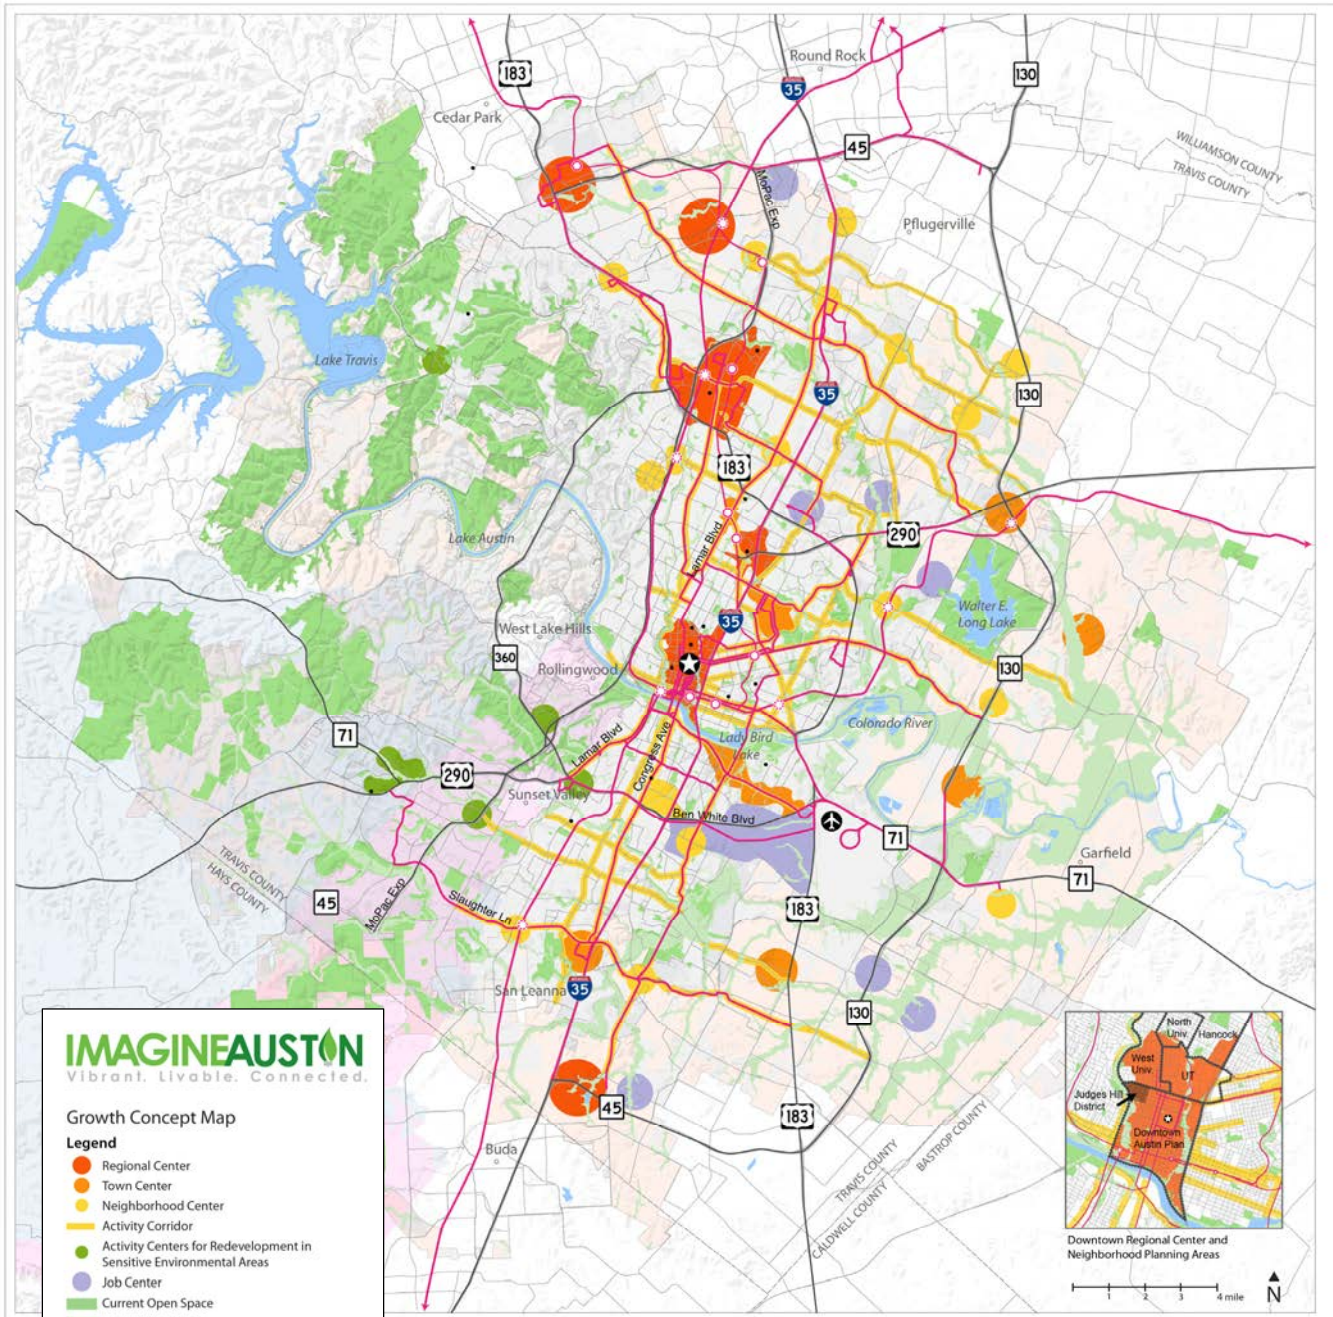 Round Rock
183
35
130
Cedar Park
45
WILLIAMSON COUNTY
TRAVIS COUNTY
MoPac Exp
Pflugerville
Lake Travis
35
130
183
Lamar Blvd
290
Lake Austin
Walter E.
Long Lake
West Lake Hills
35
360
Rollingwood
130
71
Colorado River
Lady Bird
Lake
Lamar Blvd
Congress Ave
290
Sunset Valley
Ben White Blvd
71
Garfield
71
TRAVIS COUNTY
HAYS COUNTY
45
MoPac Exp
Slaughter Ln
183
San Leanna
35
130
45
183
Buda
TRAVIS COUNTY
CALDWELL COUNTY
BASTROP COUNTY
IMAGINEAUSTIN
Vibrant. Livable. Connected.
Growth Concept Map
Legend
Regional Center
Town Center
Neighborhood Center
Activity Corridor
Activity Centers for Redevelopment in
Sensitive Environmental Areas
Job Center
Current Open Space
North
Univ.
Hancock
West
Univ.
UT
Judges Hill
District
Downtown
Austin Plan
Downtown Regional Center and
Neighborhood Planning Areas
1 2 3 4 mile
N